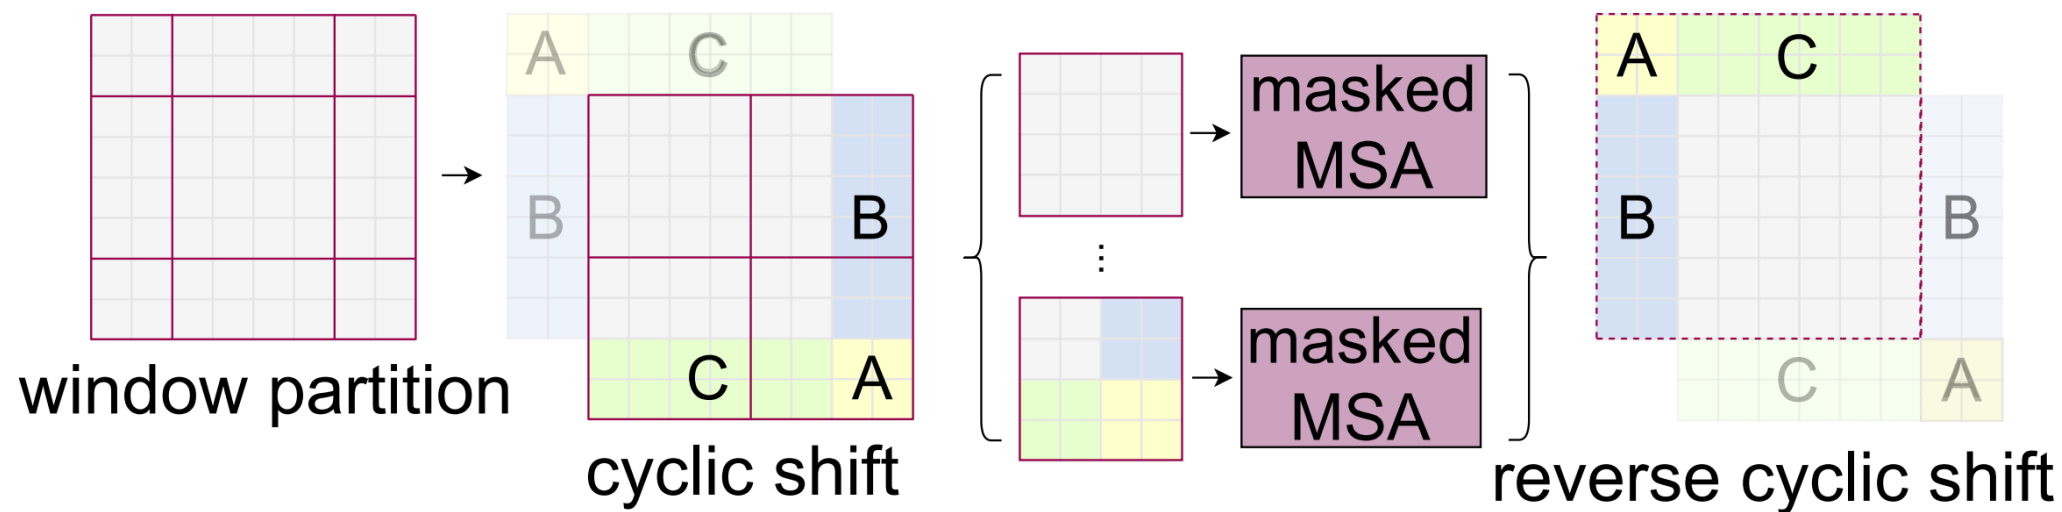 window partition
A
C
B
B
C
A
cyclic shift
⋮
masked
MSA
masked
MSA
A
C
B
B
C
A
reverse cyclic shift